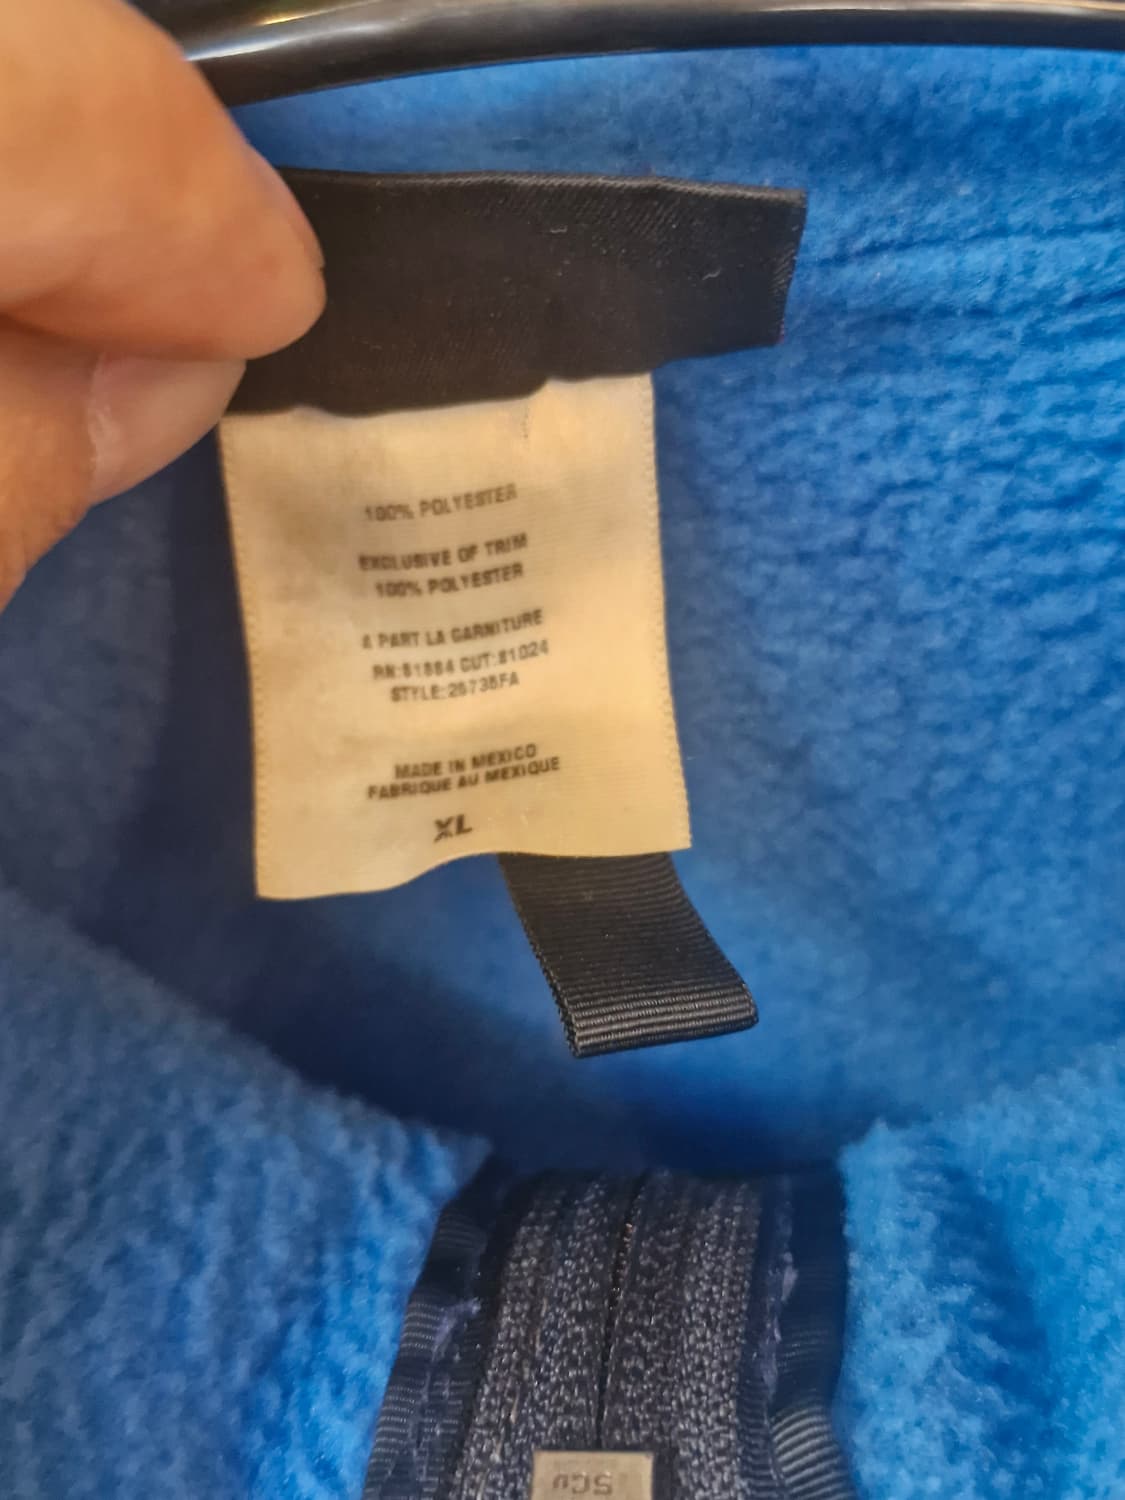 100% POLYESTER
EXCLUSIVE OF TRIM
100% POLYESTER
À PART LA GARNITURE
RN:51884 CUT:81024
STYLE:25735FA
MADE IN MEXICO
FABRIQUE AU MEXIQUE
XL